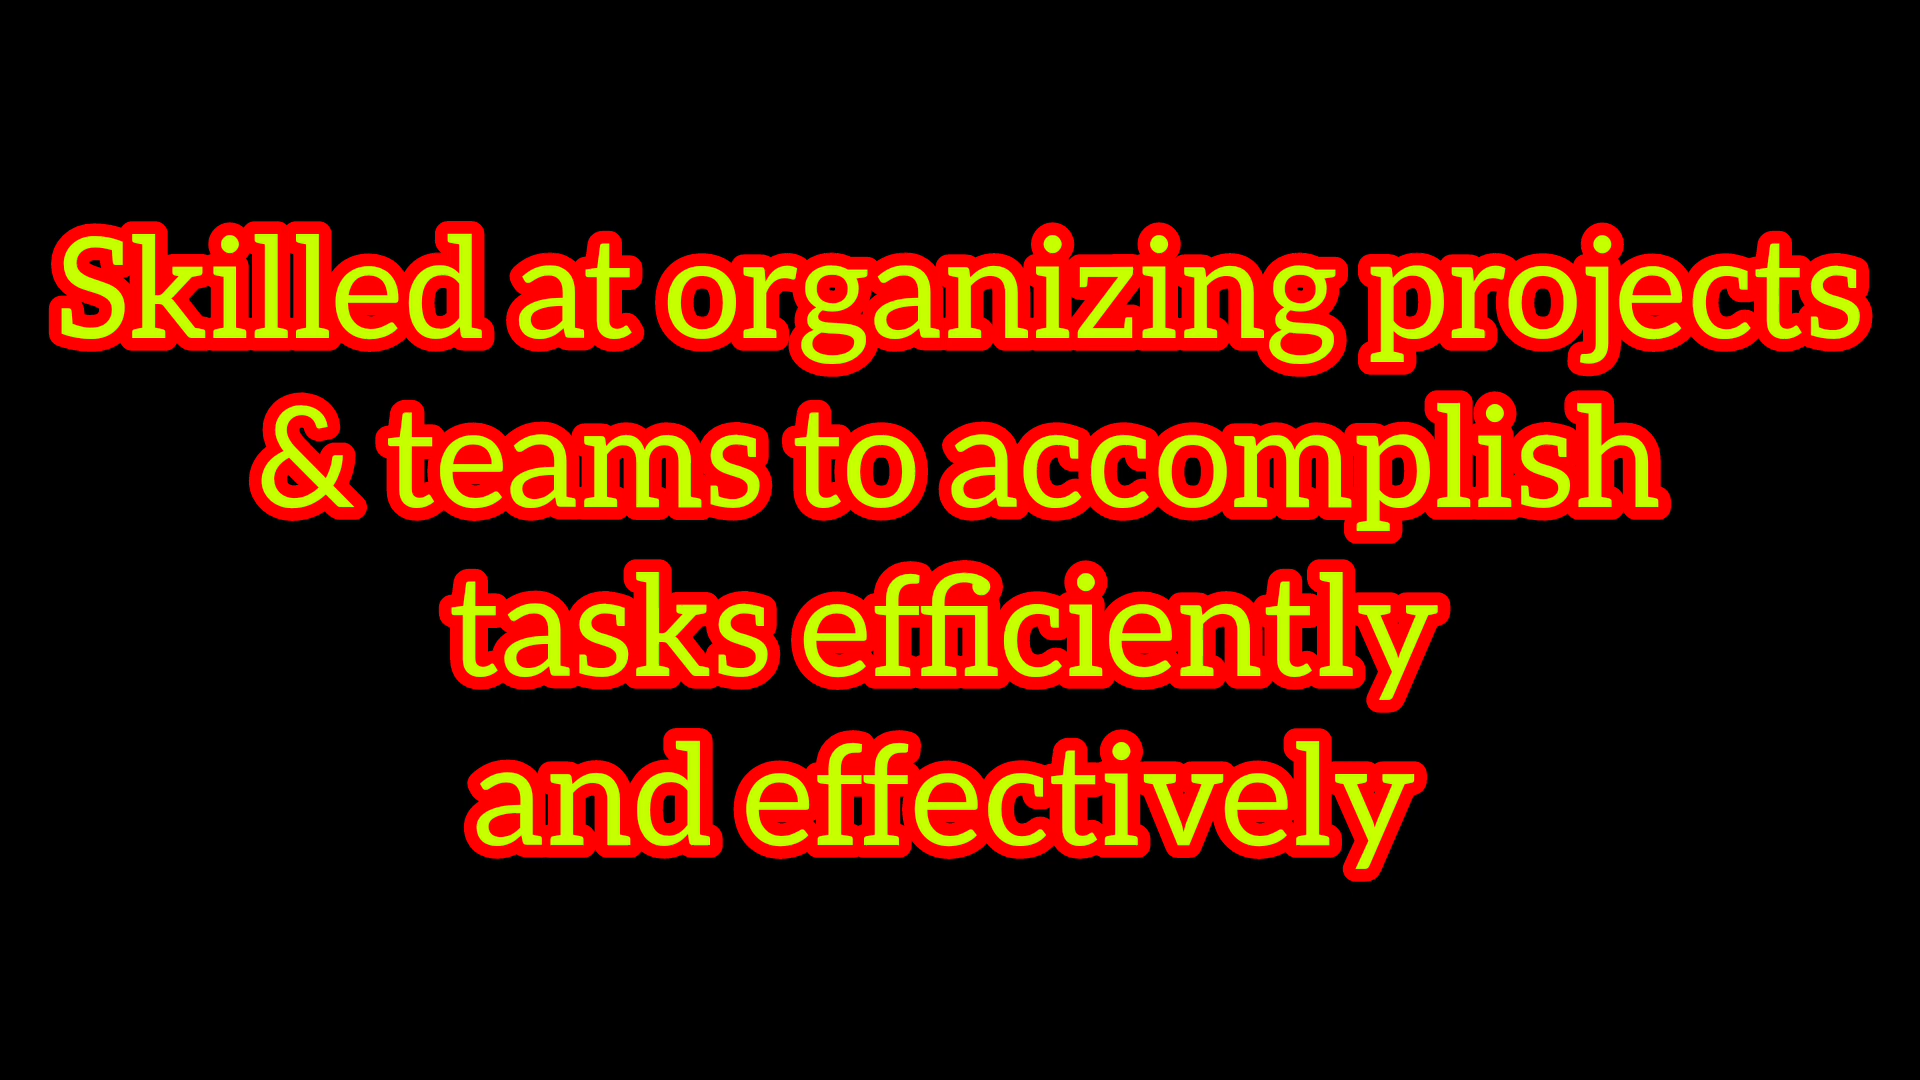 Skilled at organizing projects
& teams to accomplish
tasks efficiently
and effectively